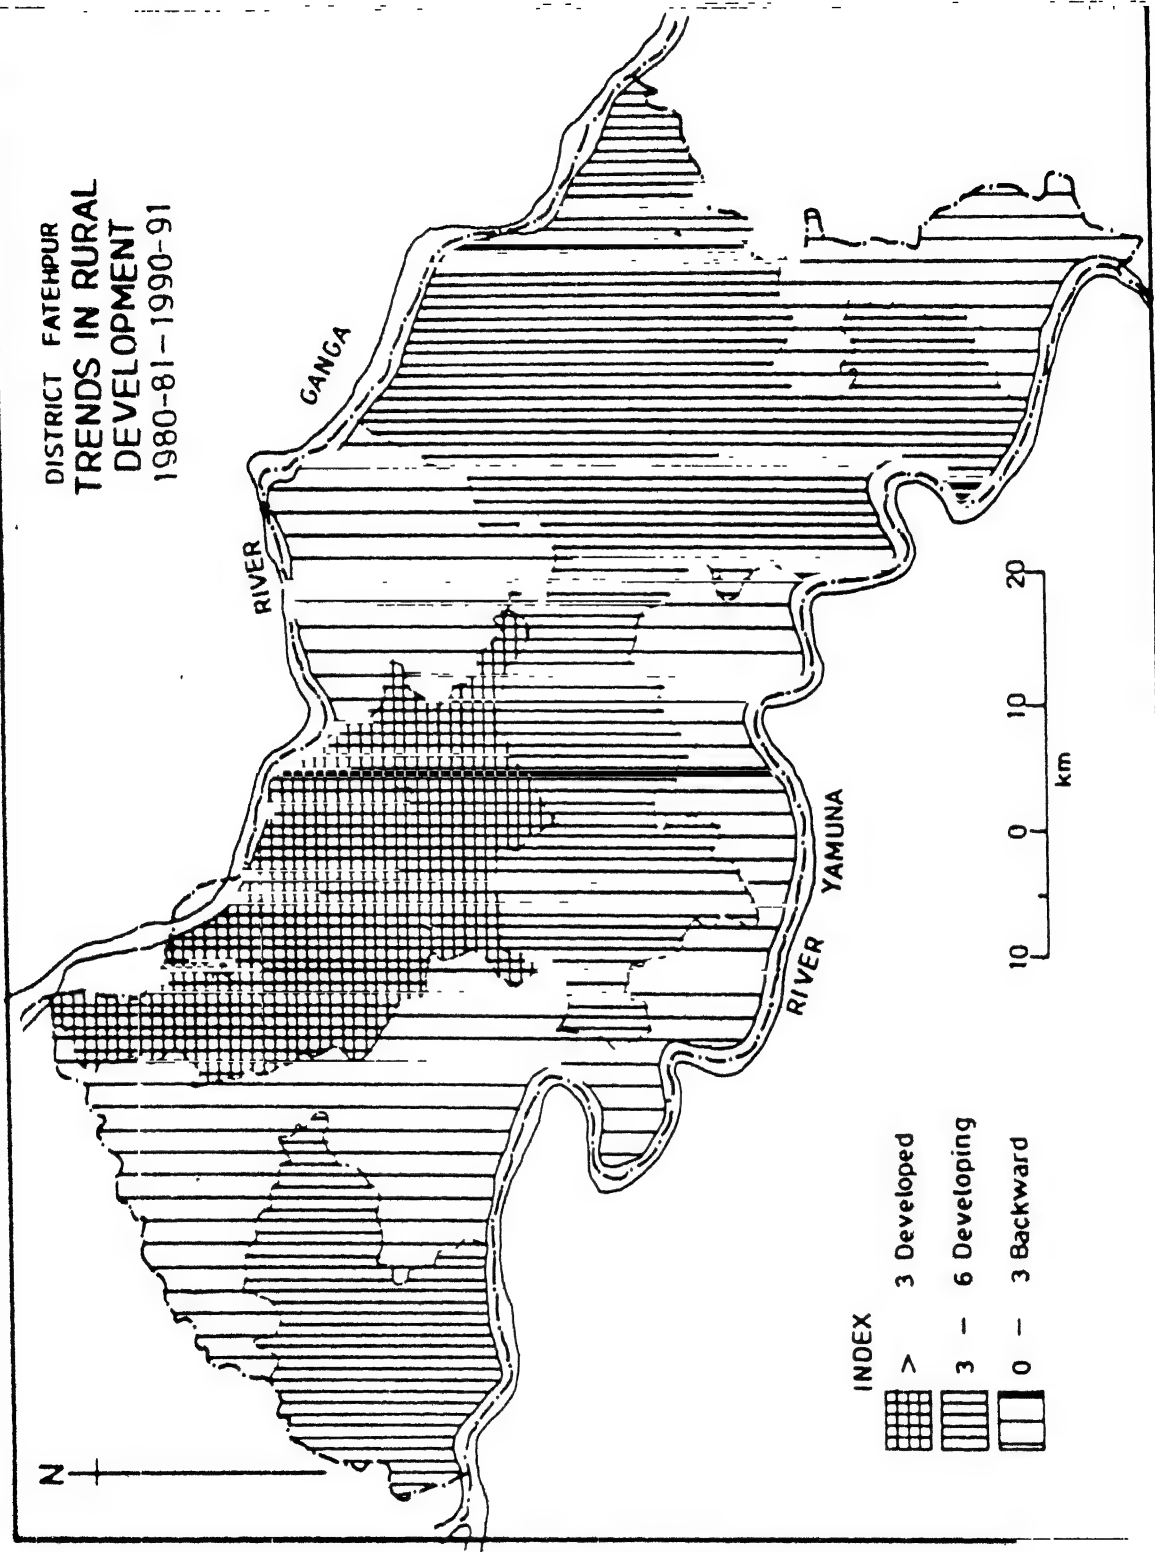 DISTRICT FATEHPUR
TRENDS IN RURAL
DEVELOPMENT
1980-81-1990-91
N
RIVER GANGA
RIVER YAMUNA
INDEX
> 3 Developed
3 - 6 Developing
0 - 3 Backward
10 0 10 20
km